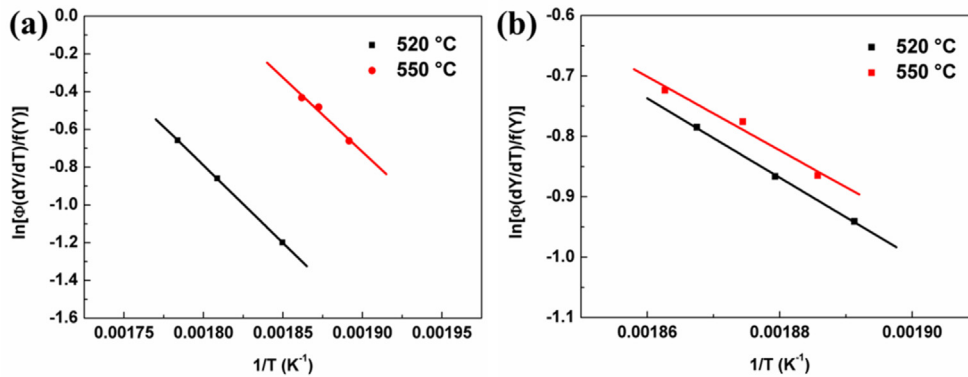 (a)
520 °C
550 °C
ln[Φ(dY/dT)/f(Y)]
0.0
-0.2
-0.4
-0.6
-0.8
-1.0
-1.2
-1.4
-1.6
0.00175 0.00180 0.00185 0.00190 0.00195
1/T (K⁻¹)
(b)
520 °C
550 °C
ln[Φ(dY/dT)/f(Y)]
-0.6
-0.7
-0.8
-0.9
-1.0
-1.1
0.00186 0.00188 0.00190
1/T (K⁻¹)